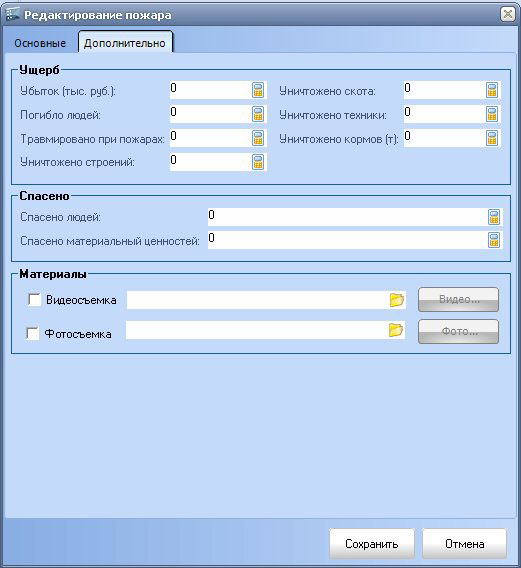 Редактирование пожара
Основные Дополнительно
Ущерб
Убыток (тыс. руб.): 0 Уничтожено скота: 0
Погибло людей: 0 Уничтожено техники: 0
Травмировано при пожарах: 0 Уничтожено кормов (т): 0
Уничтожено строений: 0
Спасено
Спасено людей: 0
Спасено материальный ценностей: 0
Материалы
Видеосъемка Видео...
Фотосъемка Фото...
Сохранить Отмена